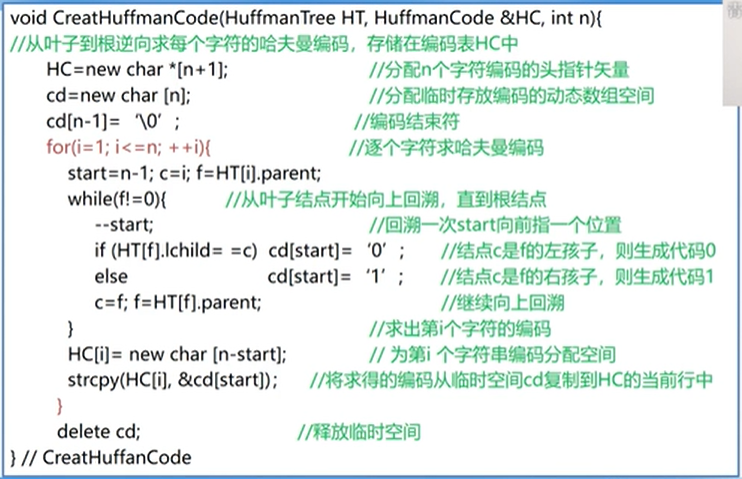 void CreatHuffmanCode(HuffmanTree HT, HuffmanCode &HC, int n){
//从叶子到根逆向求每个字符的哈夫曼编码，存储在编码表HC中
HC=new char *[n+1]; //分配n个字符编码的头指针矢量
cd=new char [n]; //分配临时存放编码的动态数组空间
cd[n-1]= ‘\0’; //编码结束符
for(i=1; i<=n; ++i){ //逐个字符求哈夫曼编码
start=n-1; c=i; f=HT[i].parent;
while(f!=0){ //从叶子结点开始向上回溯，直到根结点
--start; //回溯一次start向前指一个位置
if (HT[f].lchild= =c) cd[start]= ‘0’; //结点c是f的左孩子，则生成代码0
else cd[start]= ‘1’; //结点c是f的右孩子，则生成代码1
c=f; f=HT[f].parent; //继续向上回溯
} //求出第i个字符的编码
HC[i]= new char [n-start]; // 为第i 个字符串编码分配空间
strcpy(HC[i], &cd[start]); //将求得的编码从临时空间cd复制到HC的当前行中
}
delete cd; //释放临时空间
} // CreatHuffanCode